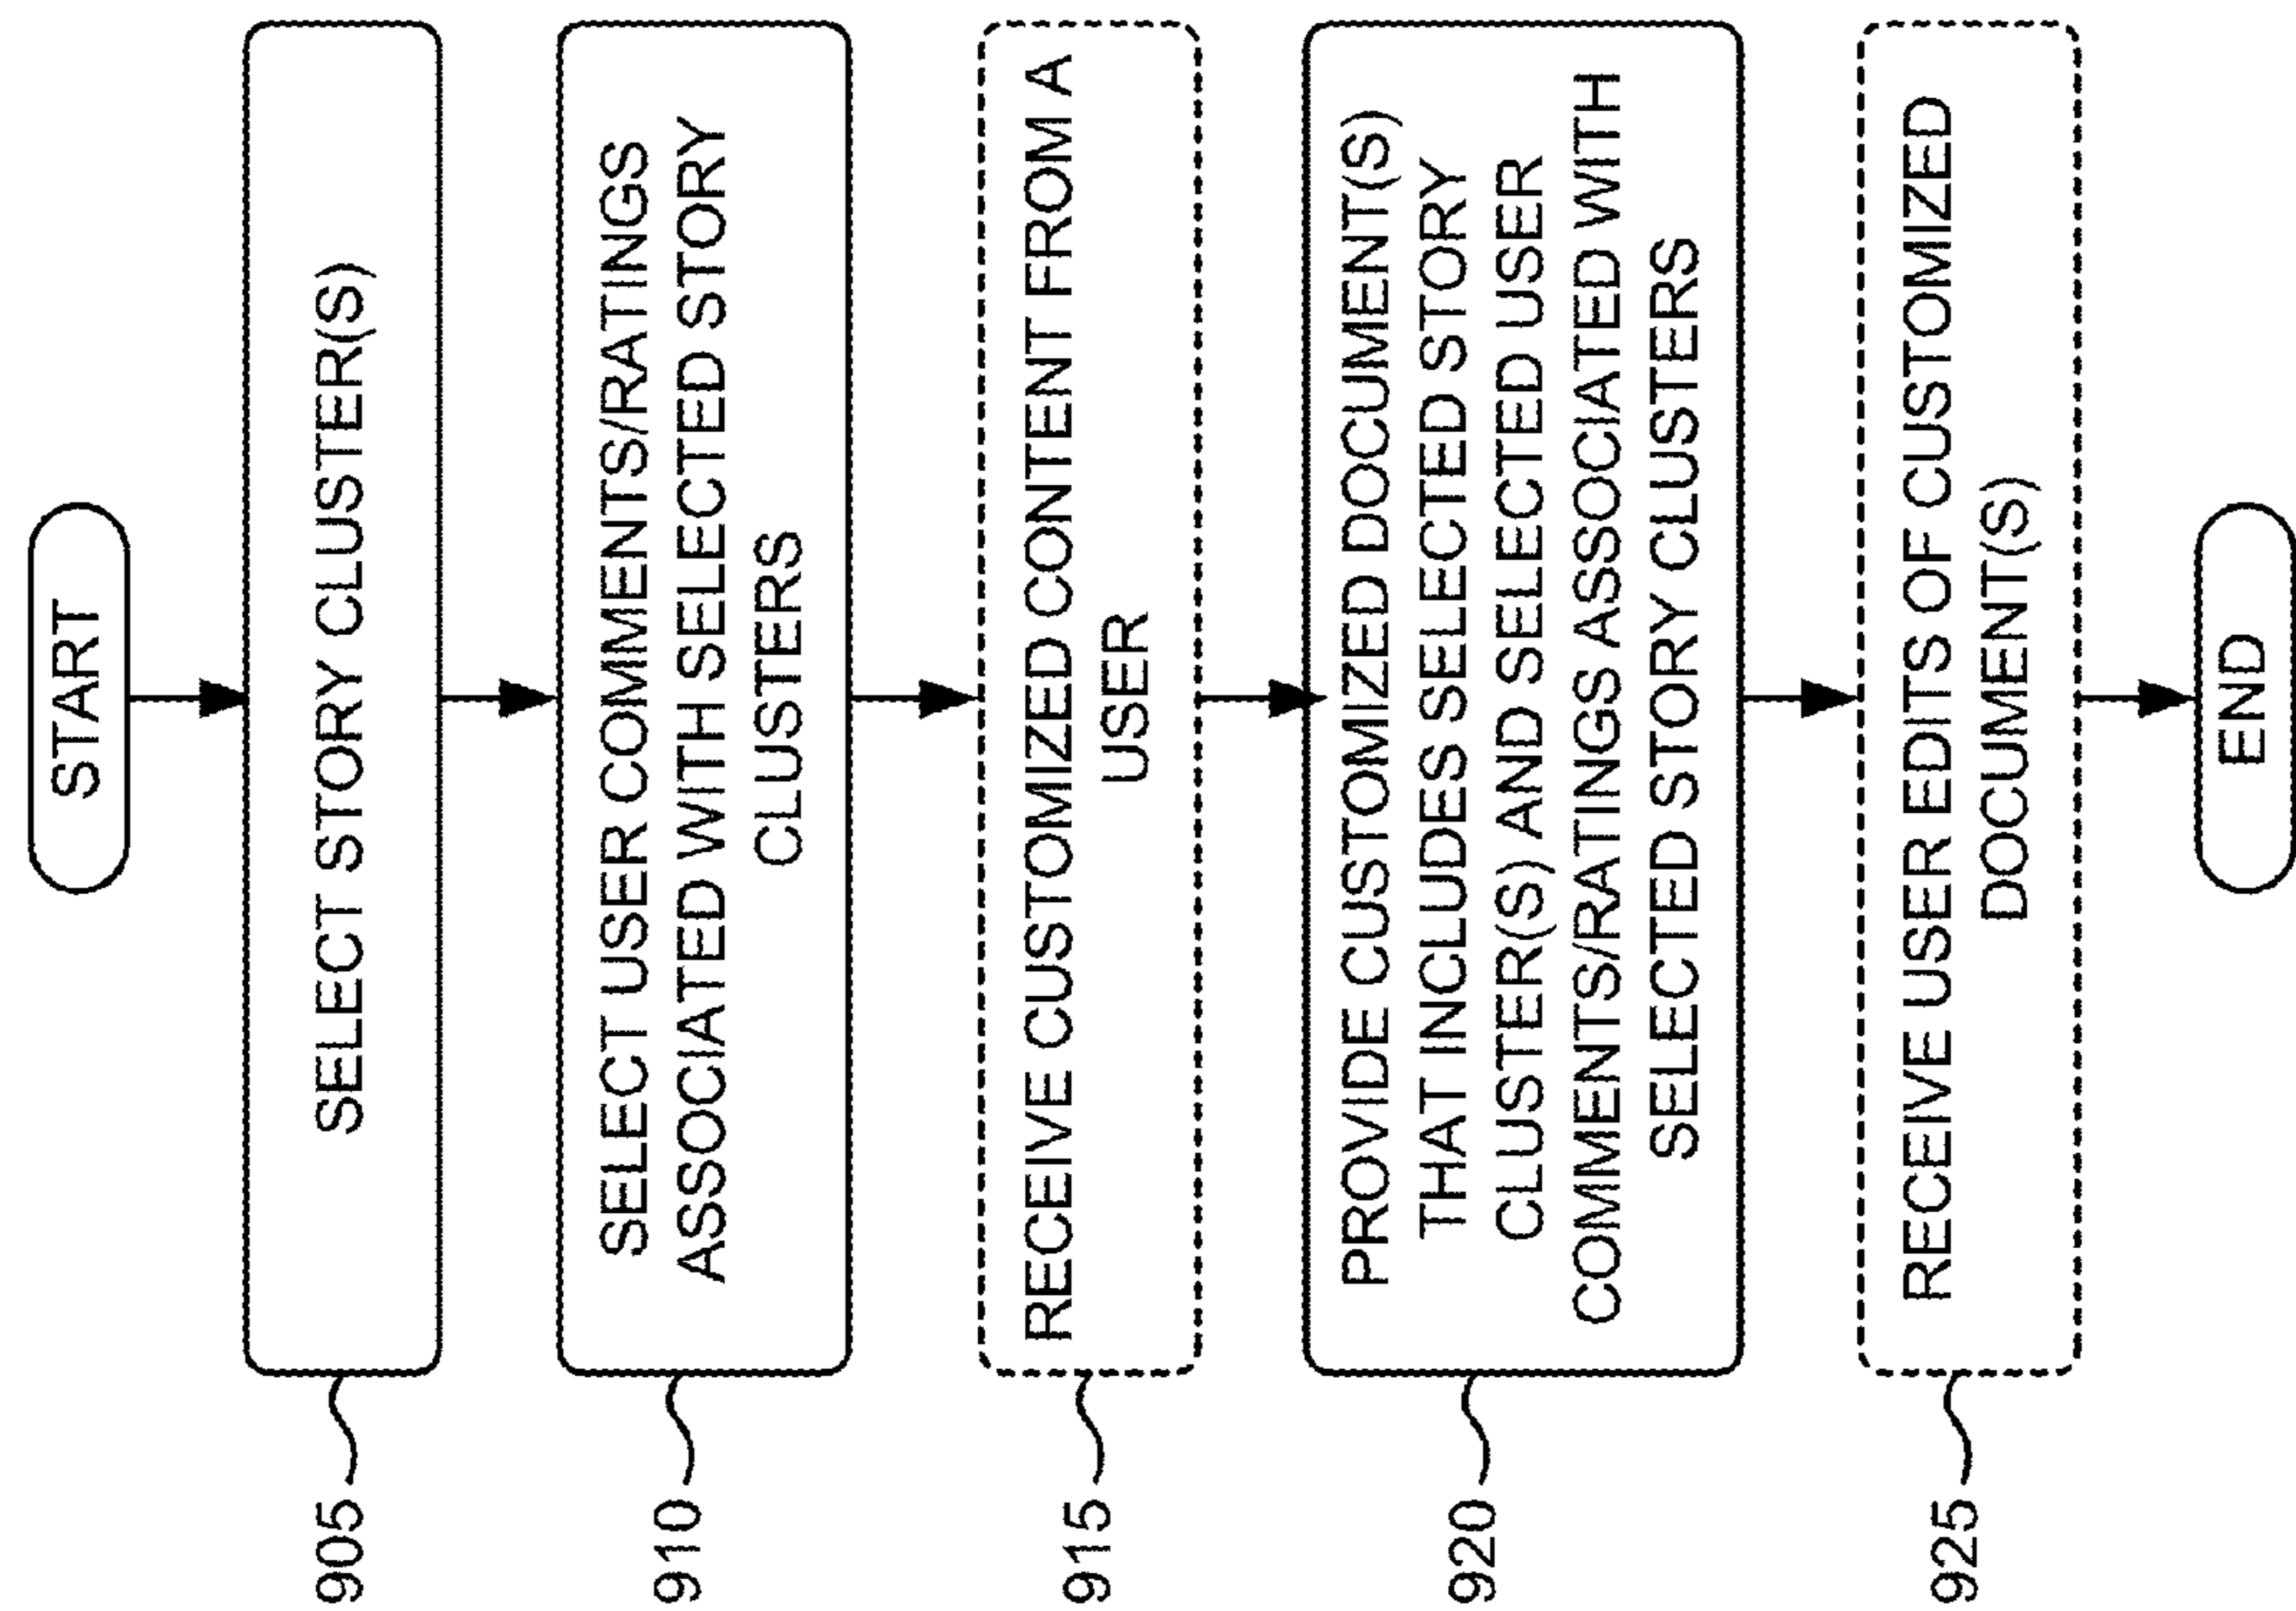 START
905
SELECT STORY CLUSTER(S)
910
SELECT USER COMMENTS/RATINGS
ASSOCIATED WITH SELECTED STORY
CLUSTERS
915
RECEIVE CUSTOMIZED CONTENT FROM A
USER
920
PROVIDE CUSTOMIZED DOCUMENT(S)
THAT INCLUDES SELECTED STORY
CLUSTER(S) AND SELECTED USER
COMMENTS/RATINGS ASSOCIATED WITH
SELECTED STORY CLUSTERS
925
RECEIVE USER EDITS OF CUSTOMIZED
DOCUMENT(S)
END